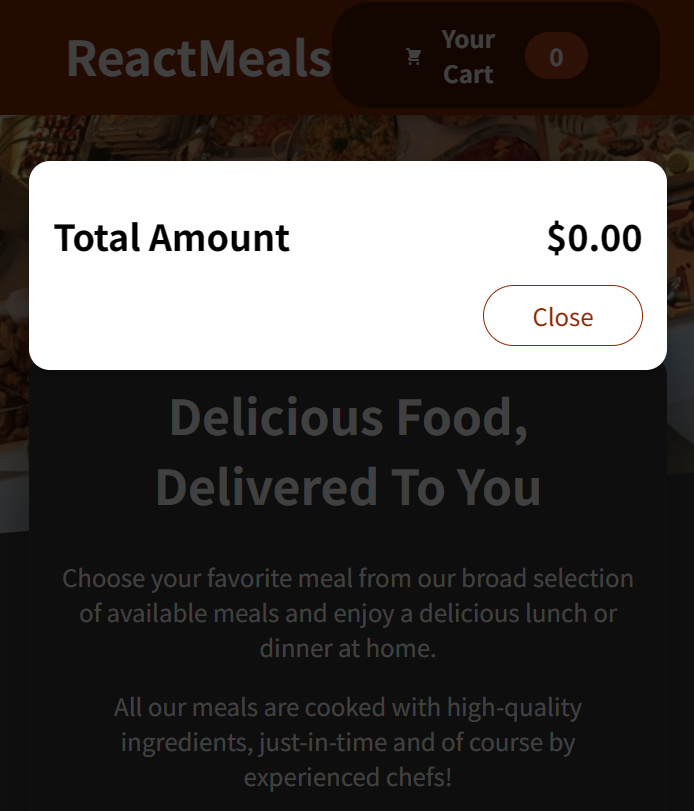 ReactMeals
Your
Cart
0
Total Amount
$0.00
Close
Delicious Food,
Delivered To You
Choose your favorite meal from our broad selection
of available meals and enjoy a delicious lunch or
dinner at home.
All our meals are cooked with high-quality
ingredients, just-in-time and of course by
experienced chefs!